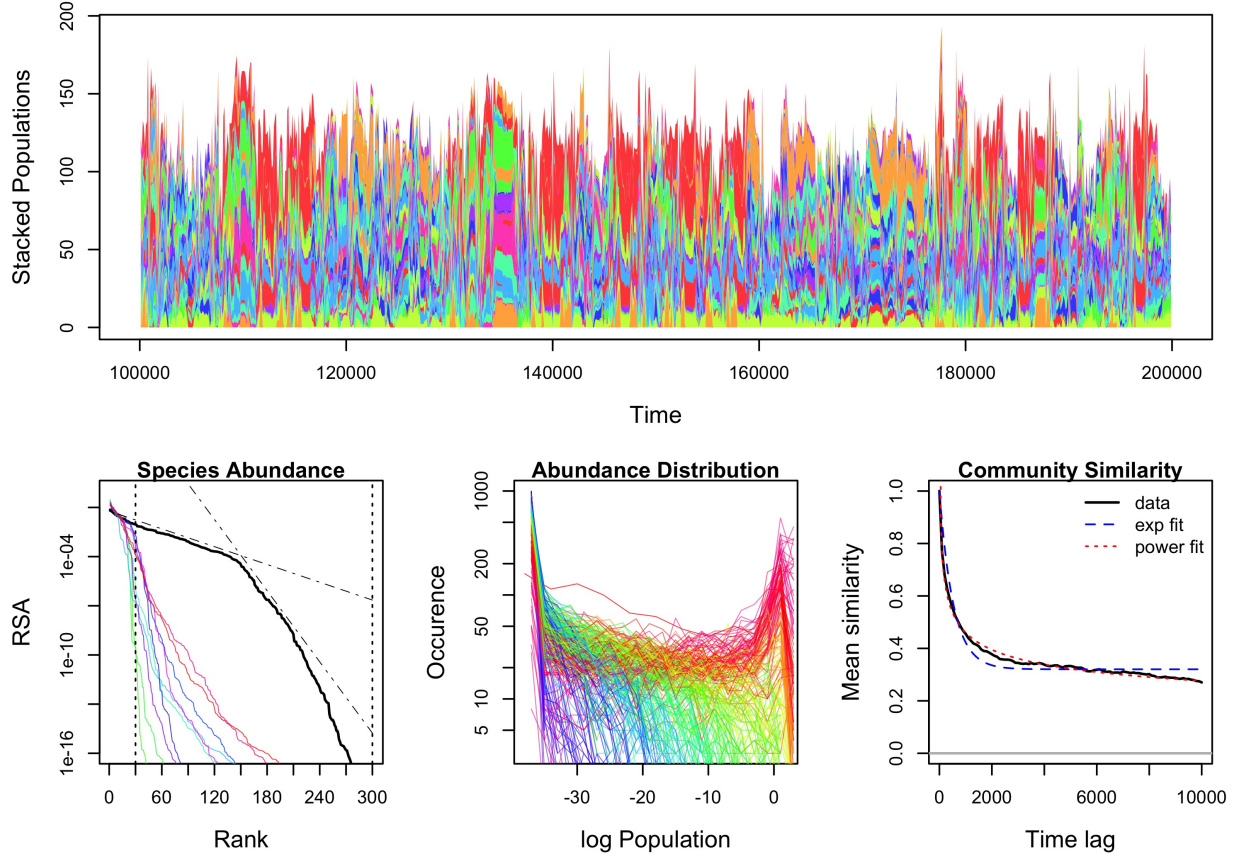 Stacked Populations
0 50 100 150 200
100000 120000 140000 160000 180000 200000
Time
Species Abundance
RSA
1e-16 1e-10 1e-04
0 60 120 180 240 300
Rank
Abundance Distribution
Occurence
5 10 50 200 1000
-30 -20 -10 0
log Population
Community Similarity
data
exp fit
power fit
Mean similarity
0.0 0.2 0.4 0.6 0.8 1.0
0 2000 6000 10000
Time lag